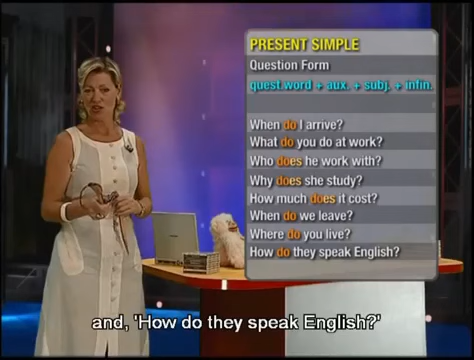 PRESENT SIMPLE
Question Form
quest.word + aux. + subj. + infin.
When do I arrive?
What do you do at work?
Who does he work with?
Why does she study?
How much does it cost?
When do we leave?
Where do you live?
How do they speak English?
and, 'How do they speak English?'